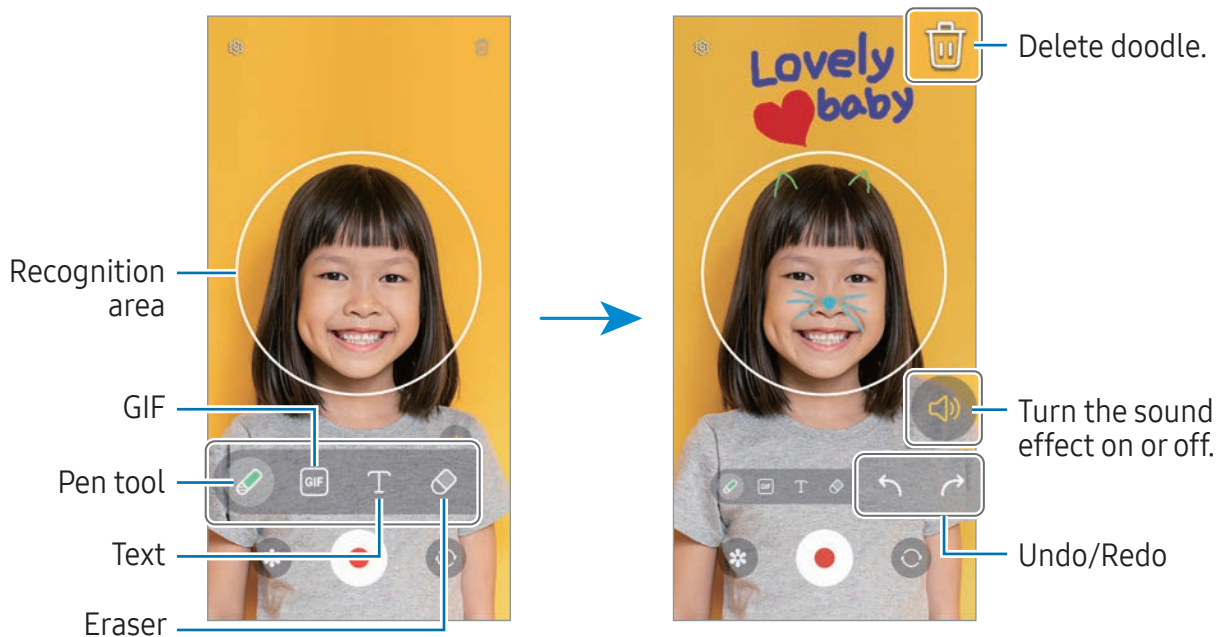 Lovely
baby
Delete doodle.
Recognition
area
GIF
Pen tool
GIF
T
GIF
T
Turn the sound
effect on or off.
Text
Undo/Redo
Eraser